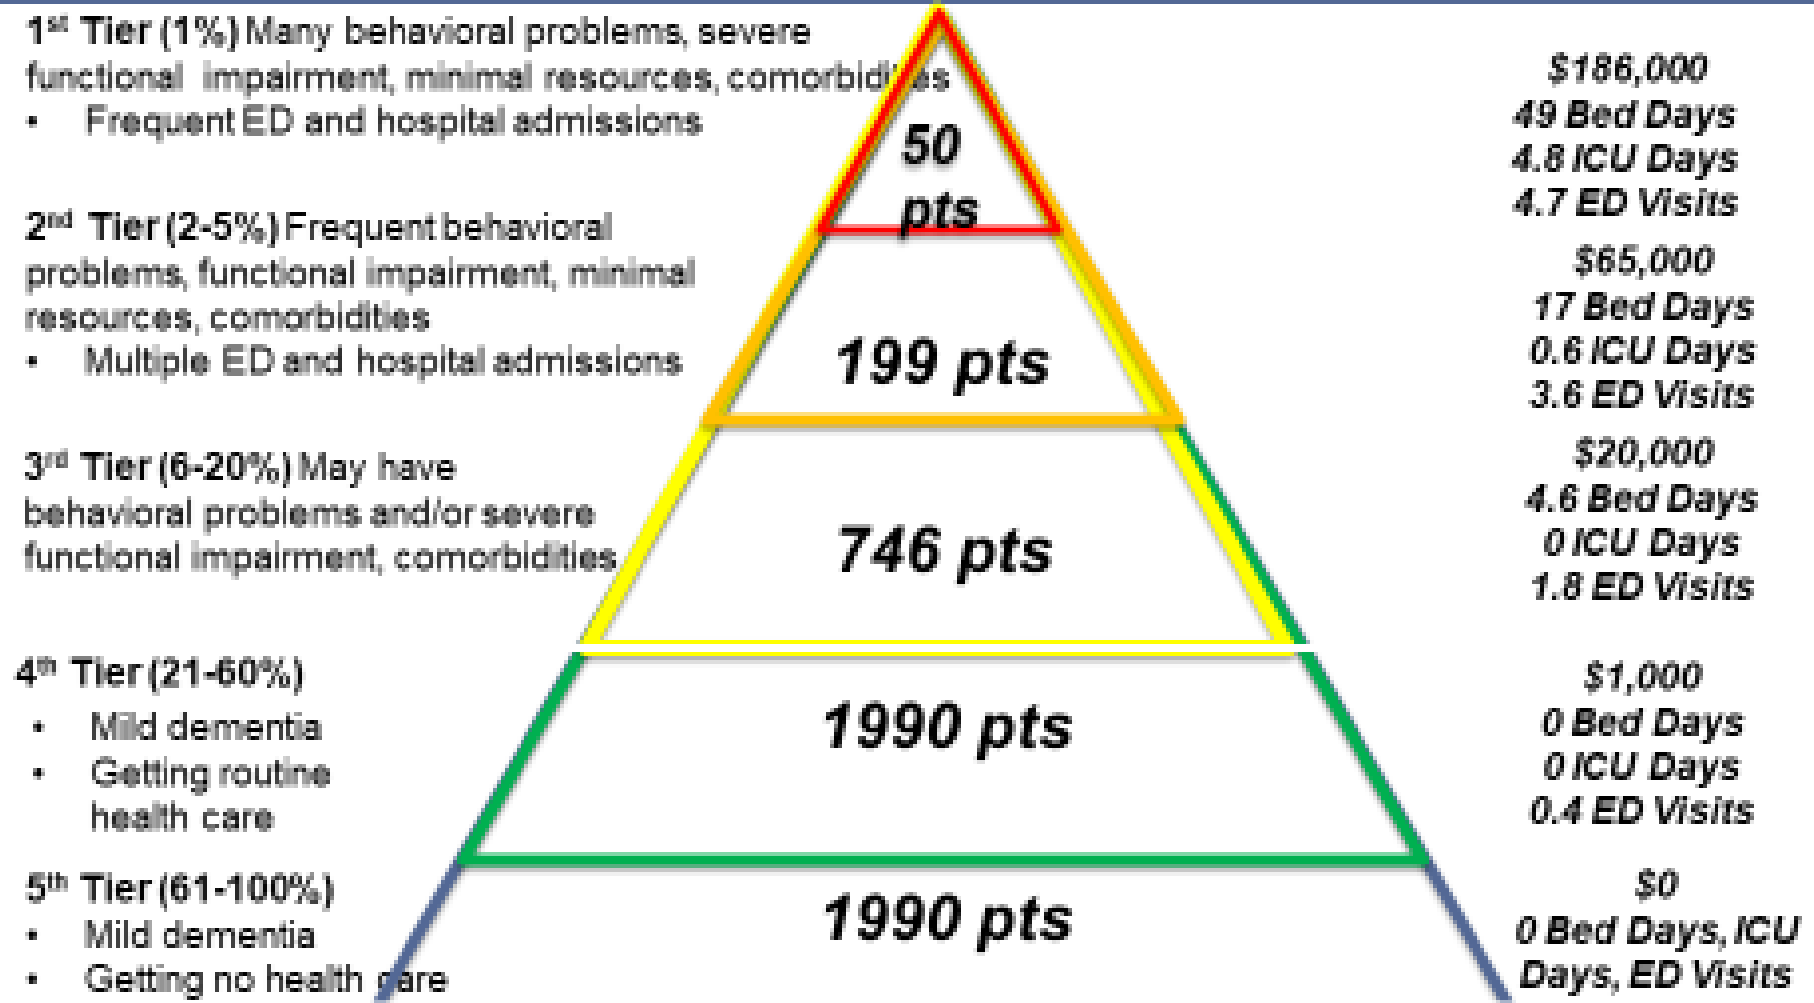 1st Tier (1%) Many behavioral problems, severe
functional impairment, minimal resources, comorbidities
• Frequent ED and hospital admissions
50
pts
$186,000
49 Bed Days
4.8 ICU Days
4.7 ED Visits
2nd Tier (2-5%) Frequent behavioral
problems, functional impairment, minimal
resources, comorbidities
• Multiple ED and hospital admissions
199 pts
$65,000
17 Bed Days
0.6 ICU Days
3.6 ED Visits
3rd Tier (6-20%) May have
behavioral problems and/or severe
functional impairment, comorbidities
746 pts
$20,000
4.6 Bed Days
0 ICU Days
1.8 ED Visits
4th Tier (21-60%)
• Mild dementia
• Getting routine
health care
1990 pts
$1,000
0 Bed Days
0 ICU Days
0.4 ED Visits
5th Tier (61-100%)
• Mild dementia
• Getting no health care
1990 pts
$0
0 Bed Days, ICU
Days, ED Visits